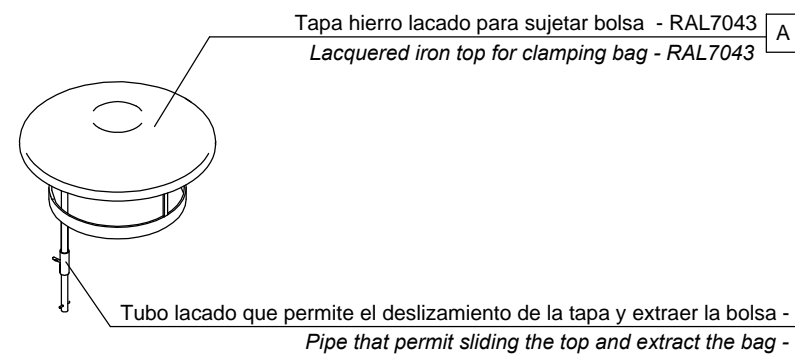 Tapa hierro lacado para sujetar bolsa - RAL7043
A
Lacquered iron top for clamping bag - RAL7043
Tubo lacado que permite el deslizamiento de la tapa y extraer la bolsa -
Pipe that permit sliding the top and extract the bag -